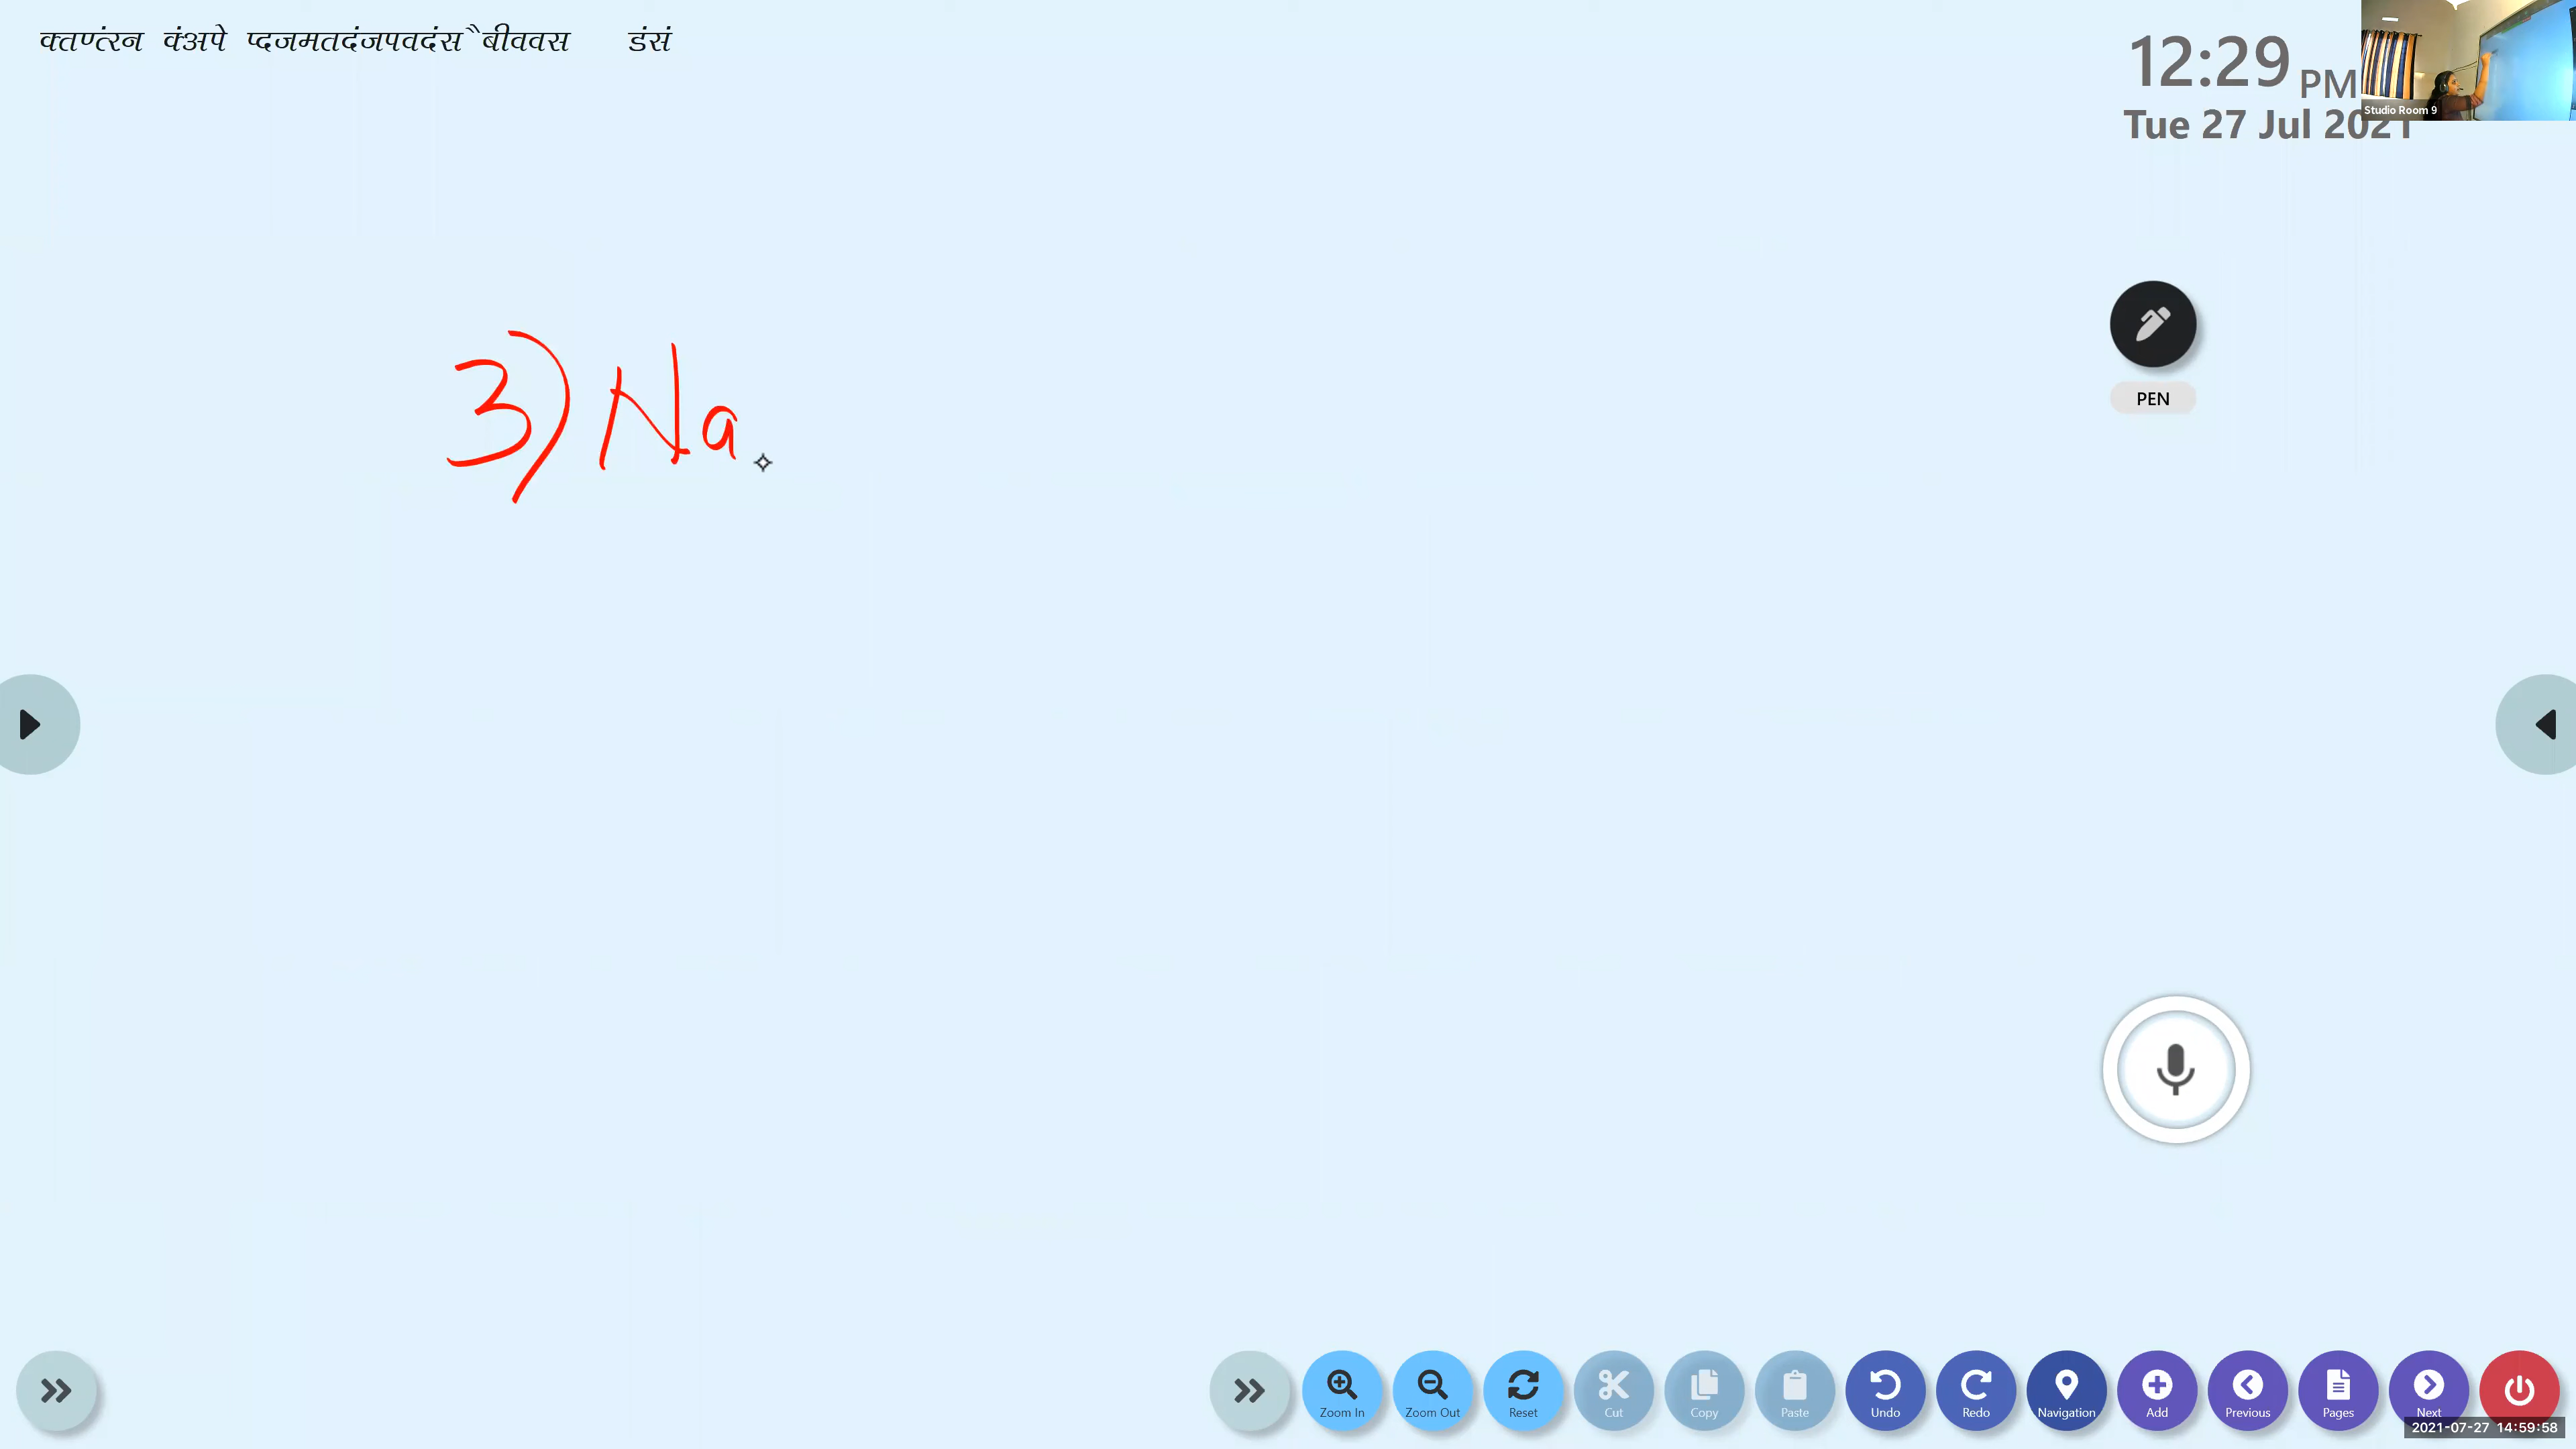 क्तण्त्ंरन क्ंअपे प्दजमतदंजपवदंस ैबीववस डंसं
12:29 PM
Studio Room 9
Tue 27 Jul 2021
3) Na
PEN
Zoom In Zoom Out Reset Cut Copy Paste Undo Redo Navigation Add Previous Pages Next
2021-07-27 14:59:58